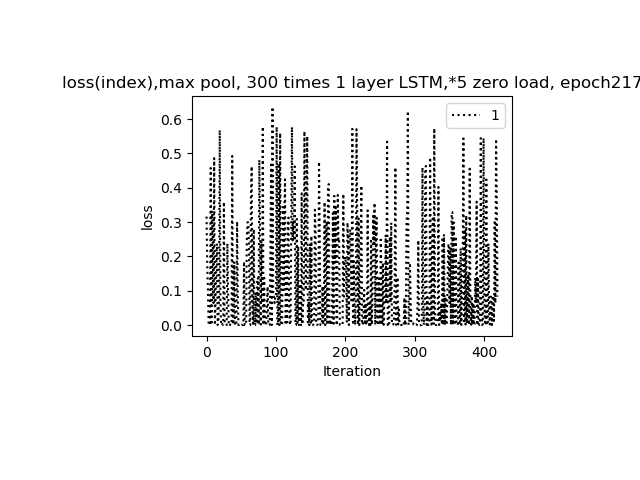 loss(index),max pool, 300 times 1 layer LSTM,*5 zero load, epoch217
1
loss
0.6
0.5
0.4
0.3
0.2
0.1
0.0
0 100 200 300 400
Iteration